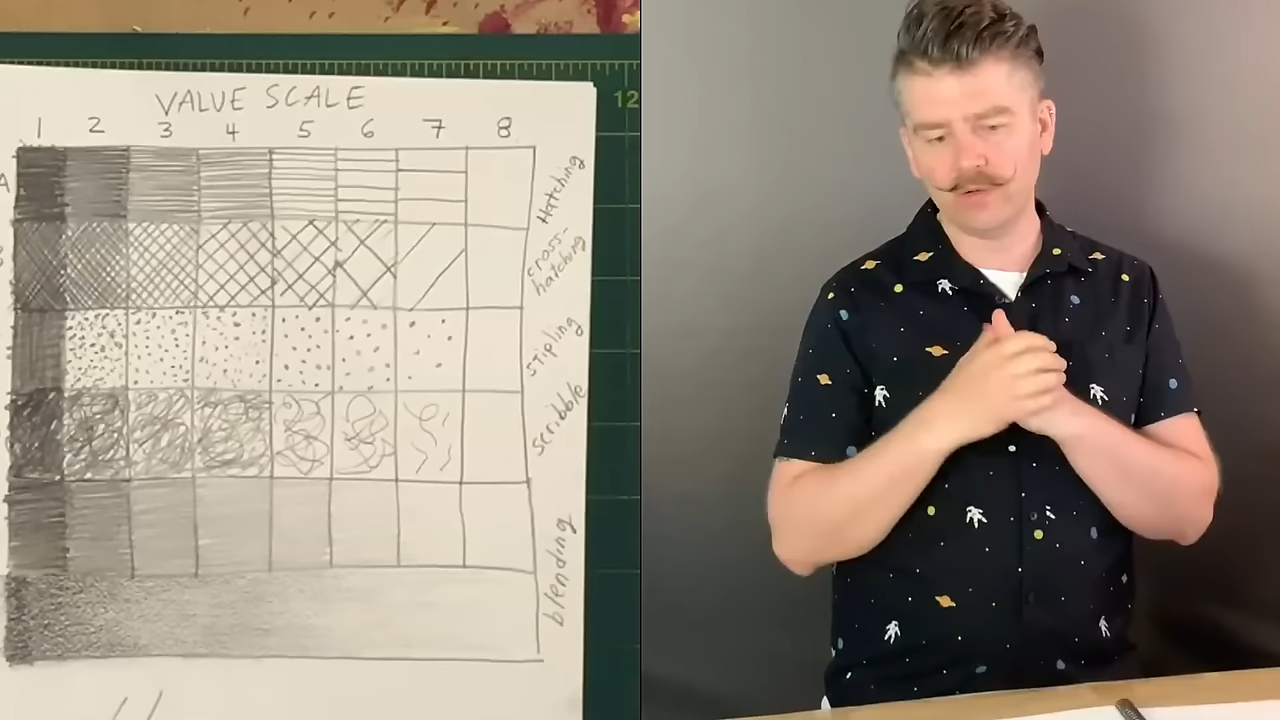 VALUE SCALE
1 2 3 4 5 6 7 8
A
Hatching
cross-
hatching
stipling
scribble
blending
12